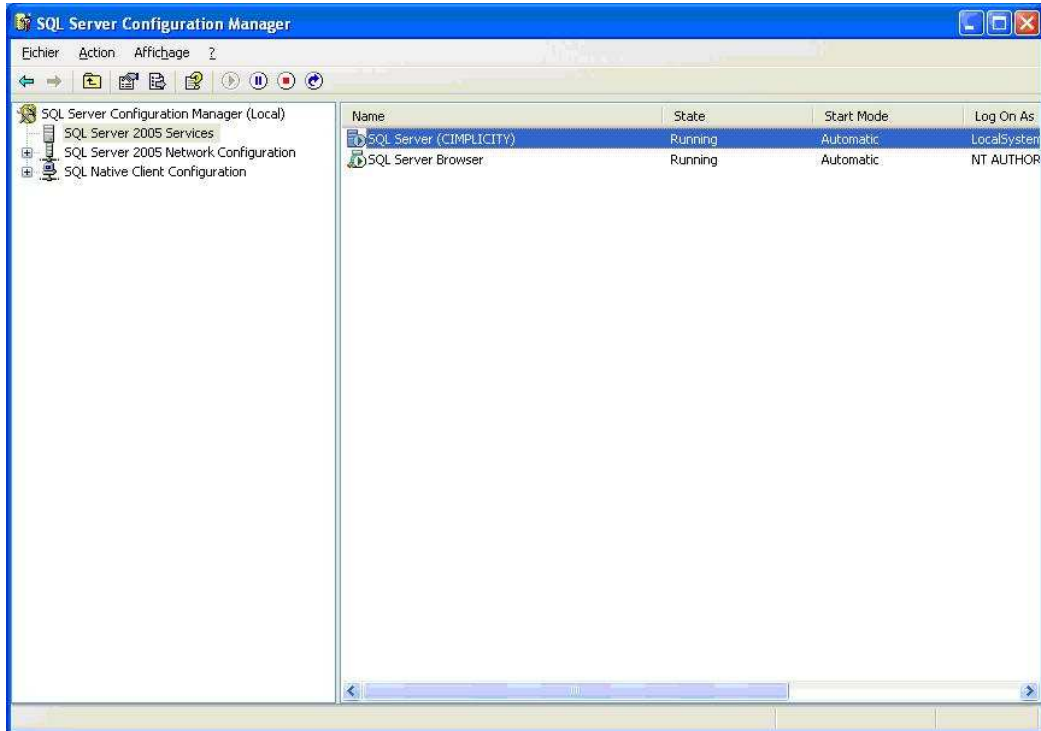 SQL Server Configuration Manager
Fichier Action Affichage ?
SQL Server Configuration Manager (Local)
SQL Server 2005 Services
SQL Server 2005 Network Configuration
SQL Native Client Configuration
Name State Start Mode Log On As
SQL Server (CIMPLICITY) Running Automatic LocalSystem
SQL Server Browser Running Automatic NT AUTHOR